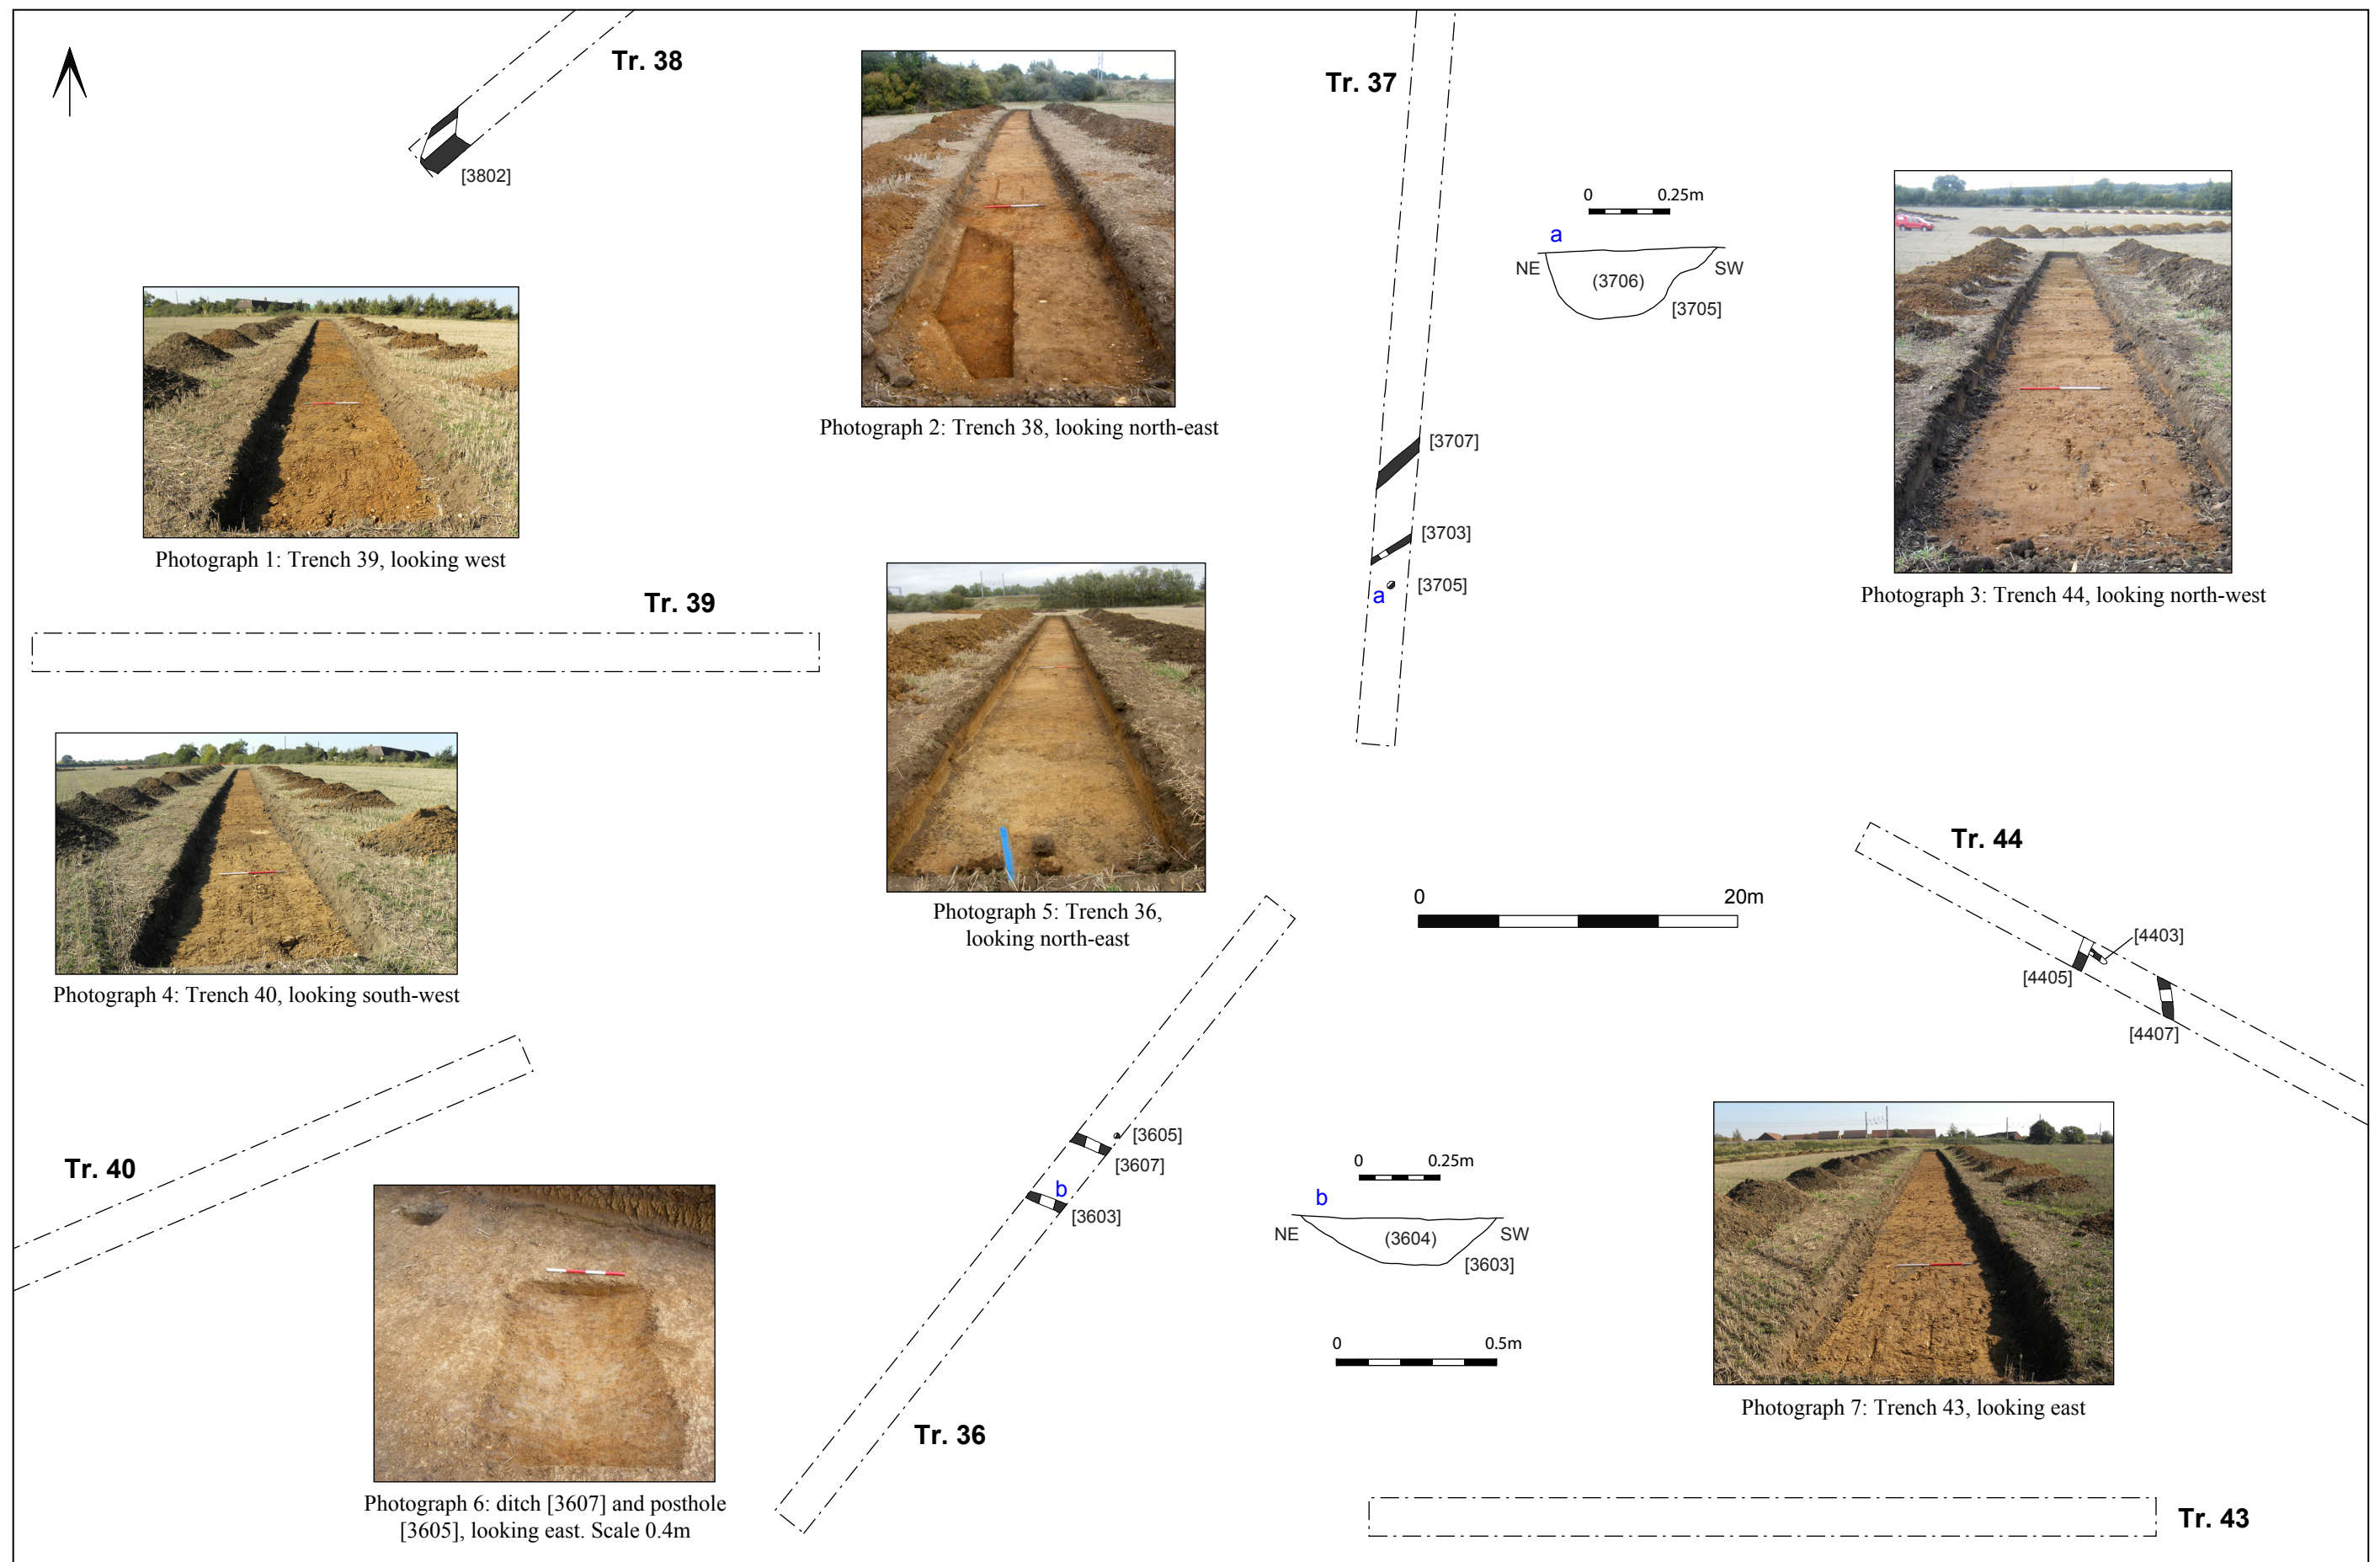 Tr. 38
[3802]
Photograph 2: Trench 38, looking north-east
Tr. 37
0 0.25m
a
NE (3706) SW
[3705]
[3707]
[3703]
a [3705]
Photograph 3: Trench 44, looking north-west
Photograph 1: Trench 39, looking west
Tr. 39
Photograph 5: Trench 36,
looking north-east
Photograph 4: Trench 40, looking south-west
Tr. 40
0 20m
Tr. 44
[4403]
[4405]
[4407]
[3605]
[3607]
b
[3603]
Tr. 36
0 0.25m
b
NE (3604) SW
[3603]
0 0.5m
Photograph 6: ditch [3607] and posthole
[3605], looking east. Scale 0.4m
Photograph 7: Trench 43, looking east
Tr. 43